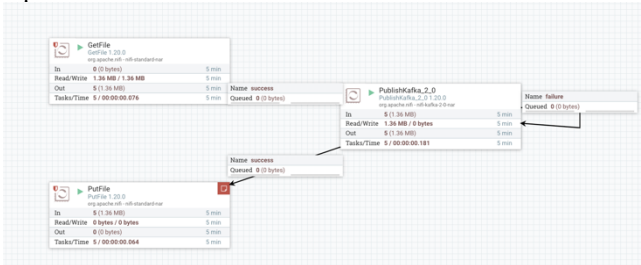 GetFile
GetFile 1.20.0
org.apache.nifi - nifi-standard-nar
In 0 (0 bytes) 5 min
Read/Write 1.36 MB / 1.36 MB 5 min
Out 5 (1.36 MB) 5 min
Tasks/Time 5 / 00:00:00.076 5 min
Name success
Queued 0 (0 bytes)
PublishKafka_2_0
PublishKafka_2_0 1.20.0
org.apache.nifi - nifi-kafka-2-0-nar
In 5 (1.36 MB) 5 min
Read/Write 1.36 MB / 0 bytes 5 min
Out 5 (1.36 MB) 5 min
Tasks/Time 5 / 00:00:00.181 5 min
Name failure
Queued 0 (0 bytes)
Name success
Queued 0 (0 bytes)
PutFile
PutFile 1.20.0
org.apache.nifi - nifi-standard-nar
In 5 (1.36 MB) 5 min
Read/Write 0 bytes / 0 bytes 5 min
Out 0 (0 bytes) 5 min
Tasks/Time 5 / 00:00:00.064 5 min